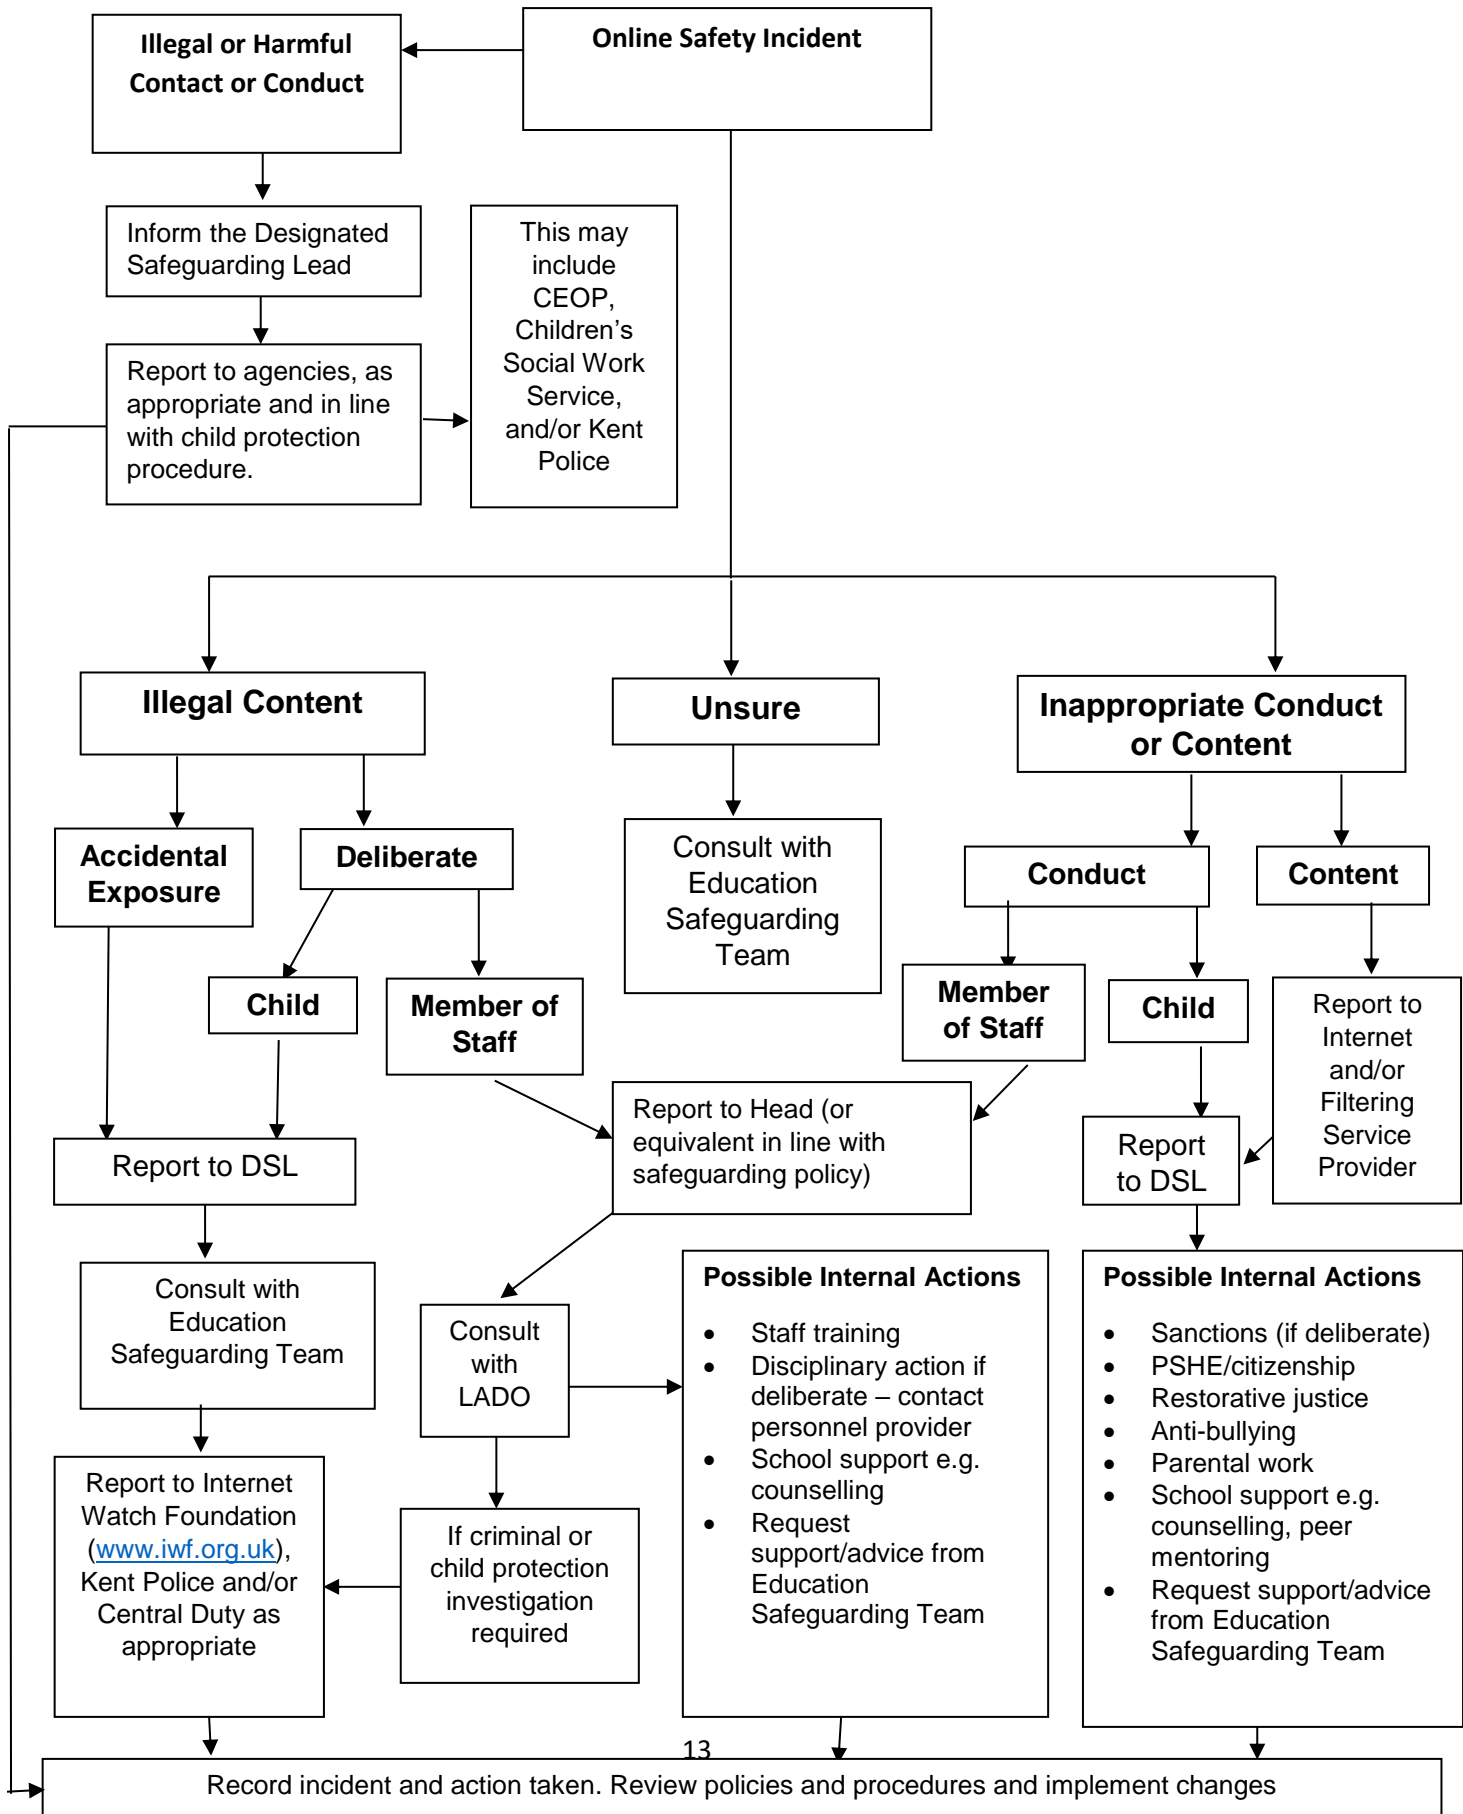 Illegal or Harmful
Contact or Conduct
Online Safety Incident
Inform the Designated
Safeguarding Lead
This may
include
CEOP,
Children’s
Social Work
Service,
and/or Kent
Police
Report to agencies, as
appropriate and in line
with child protection
procedure.
Illegal Content
Unsure
Inappropriate Conduct
or Content
Accidental
Exposure
Deliberate
Consult with
Education
Safeguarding
Team
Conduct
Content
Child
Member of
Staff
Member
of Staff
Child
Report to
Internet
and/or
Filtering
Service
Provider
Report to DSL
Report to Head (or
equivalent in line with
safeguarding policy)
Report
to DSL
Consult with
Education
Safeguarding Team
Consult
with
LADO
Possible Internal Actions
• Staff training
• Disciplinary action if
deliberate – contact
personnel provider
• School support e.g.
counselling
• Request
support/advice from
Education
Safeguarding Team
Possible Internal Actions
• Sanctions (if deliberate)
• PSHE/citizenship
• Restorative justice
• Anti-bullying
• Parental work
• School support e.g.
counselling, peer
mentoring
• Request support/advice
from Education
Safeguarding Team
Report to Internet
Watch Foundation
(www.iwf.org.uk),
Kent Police and/or
Central Duty as
appropriate
If criminal or
child protection
investigation
required
13
Record incident and action taken. Review policies and procedures and implement changes